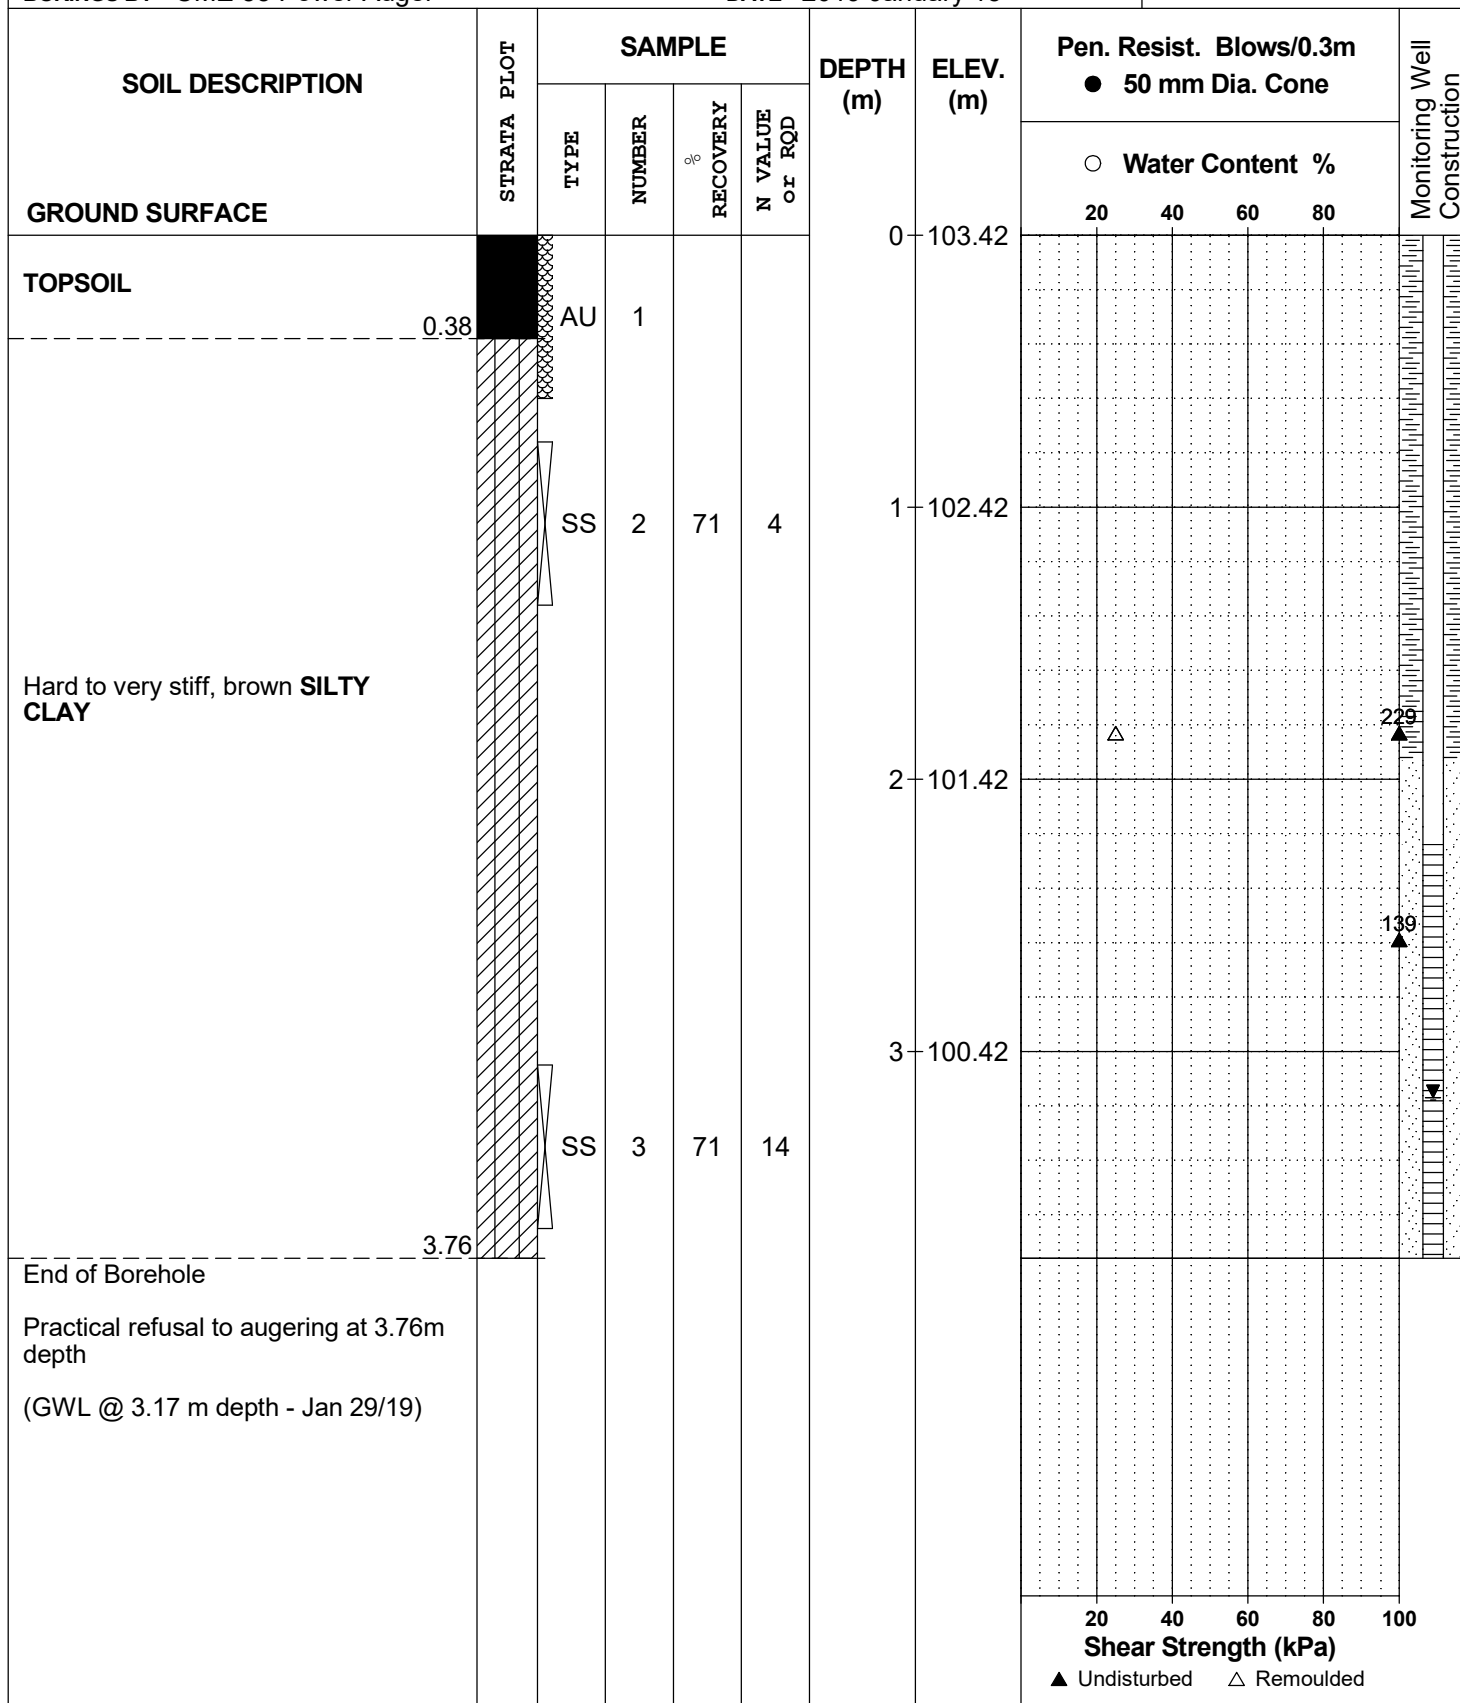 SOIL DESCRIPTION
GROUND SURFACE
STRATA PLOT
SAMPLE
TYPE
NUMBER
% RECOVERY
N VALUE or RQD
DEPTH (m)
ELEV. (m)
Pen. Resist. Blows/0.3m
● 50 mm Dia. Cone
○ Water Content %
20 40 60 80
Monitoring Well
Construction
0 103.42
TOPSOIL
0.38
AU 1
SS 2 71 4
1 102.42
Hard to very stiff, brown SILTY
CLAY
229
2 101.42
139
3 100.42
SS 3 71 14
3.76
End of Borehole
Practical refusal to augering at 3.76m
depth
(GWL @ 3.17 m depth - Jan 29/19)
20 40 60 80 100
Shear Strength (kPa)
▲ Undisturbed △ Remoulded